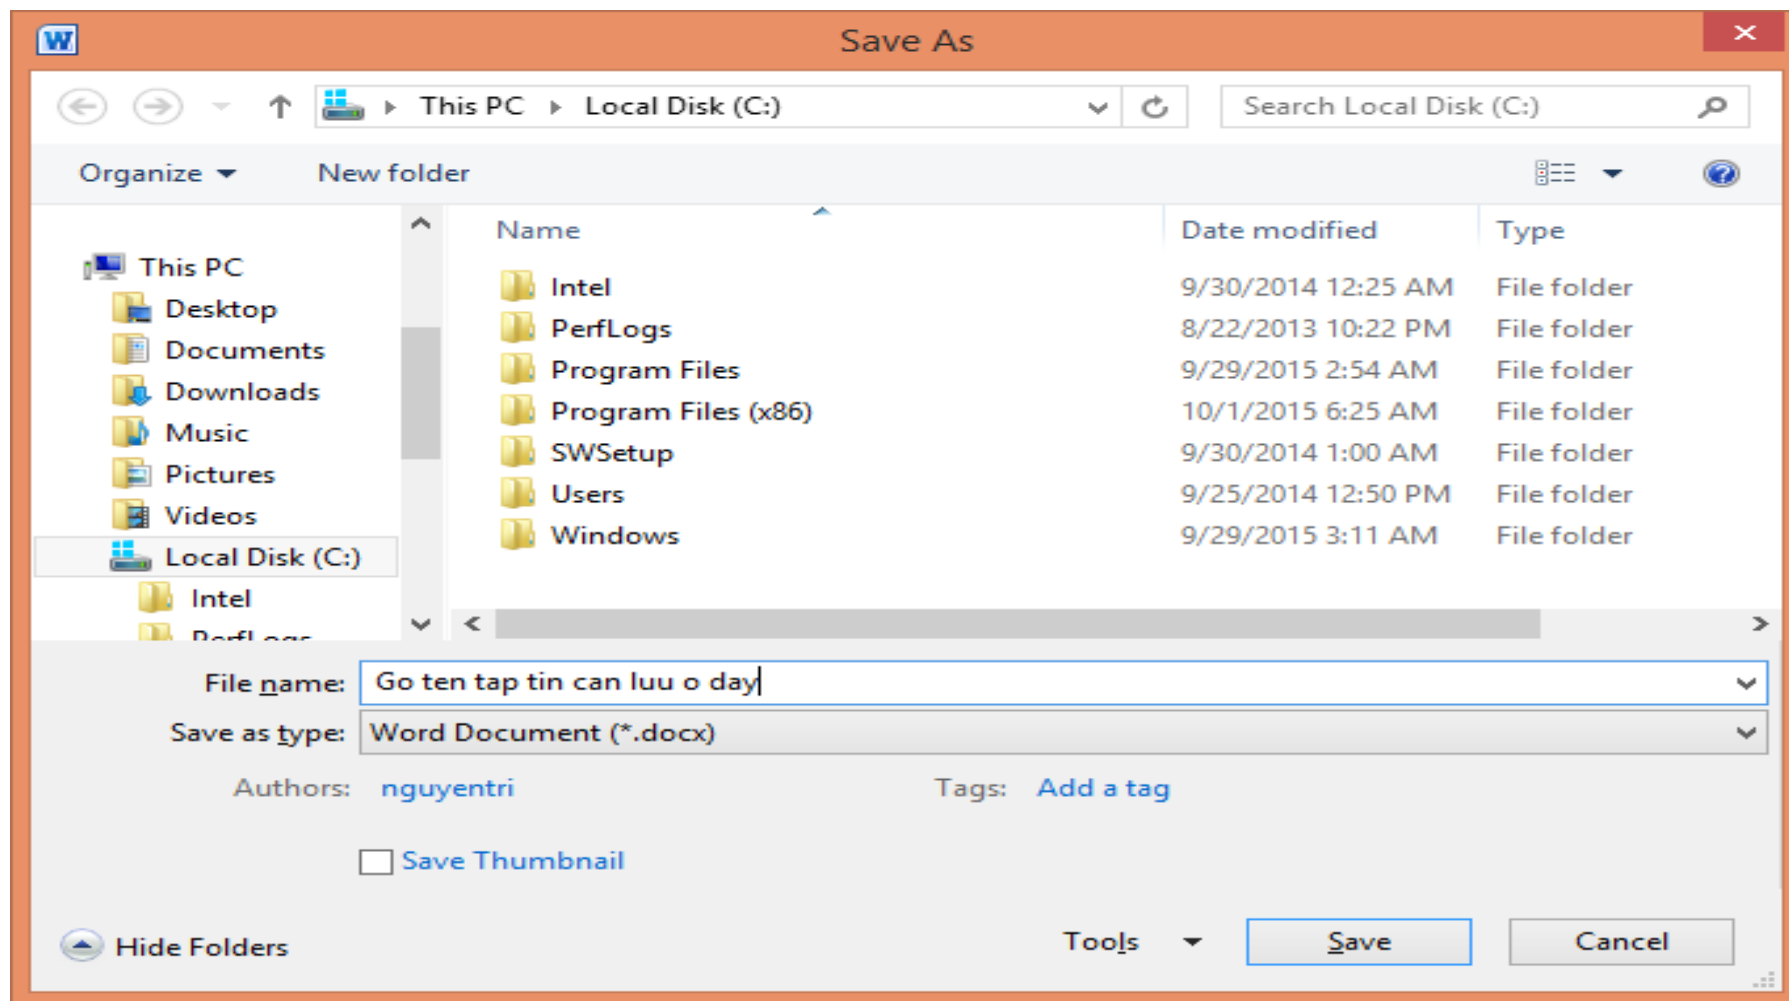 W Save As
This PC Local Disk (C:) Search Local Disk (C:)
Organize New folder
Name Date modified Type
This PC
Desktop
Documents
Downloads
Music
Pictures
Videos
Local Disk (C:)
Intel
PerfLogs
Intel 9/30/2014 12:25 AM File folder
PerfLogs 8/22/2013 10:22 PM File folder
Program Files 9/29/2015 2:54 AM File folder
Program Files (x86) 10/1/2015 6:25 AM File folder
SWSetup 9/30/2014 1:00 AM File folder
Users 9/25/2014 12:50 PM File folder
Windows 9/29/2015 3:11 AM File folder
File name: Go ten tap tin can luu o day
Save as type: Word Document (*.docx)
Authors: nguyentri Tags: Add a tag
Save Thumbnail
Hide Folders Tools Save Cancel